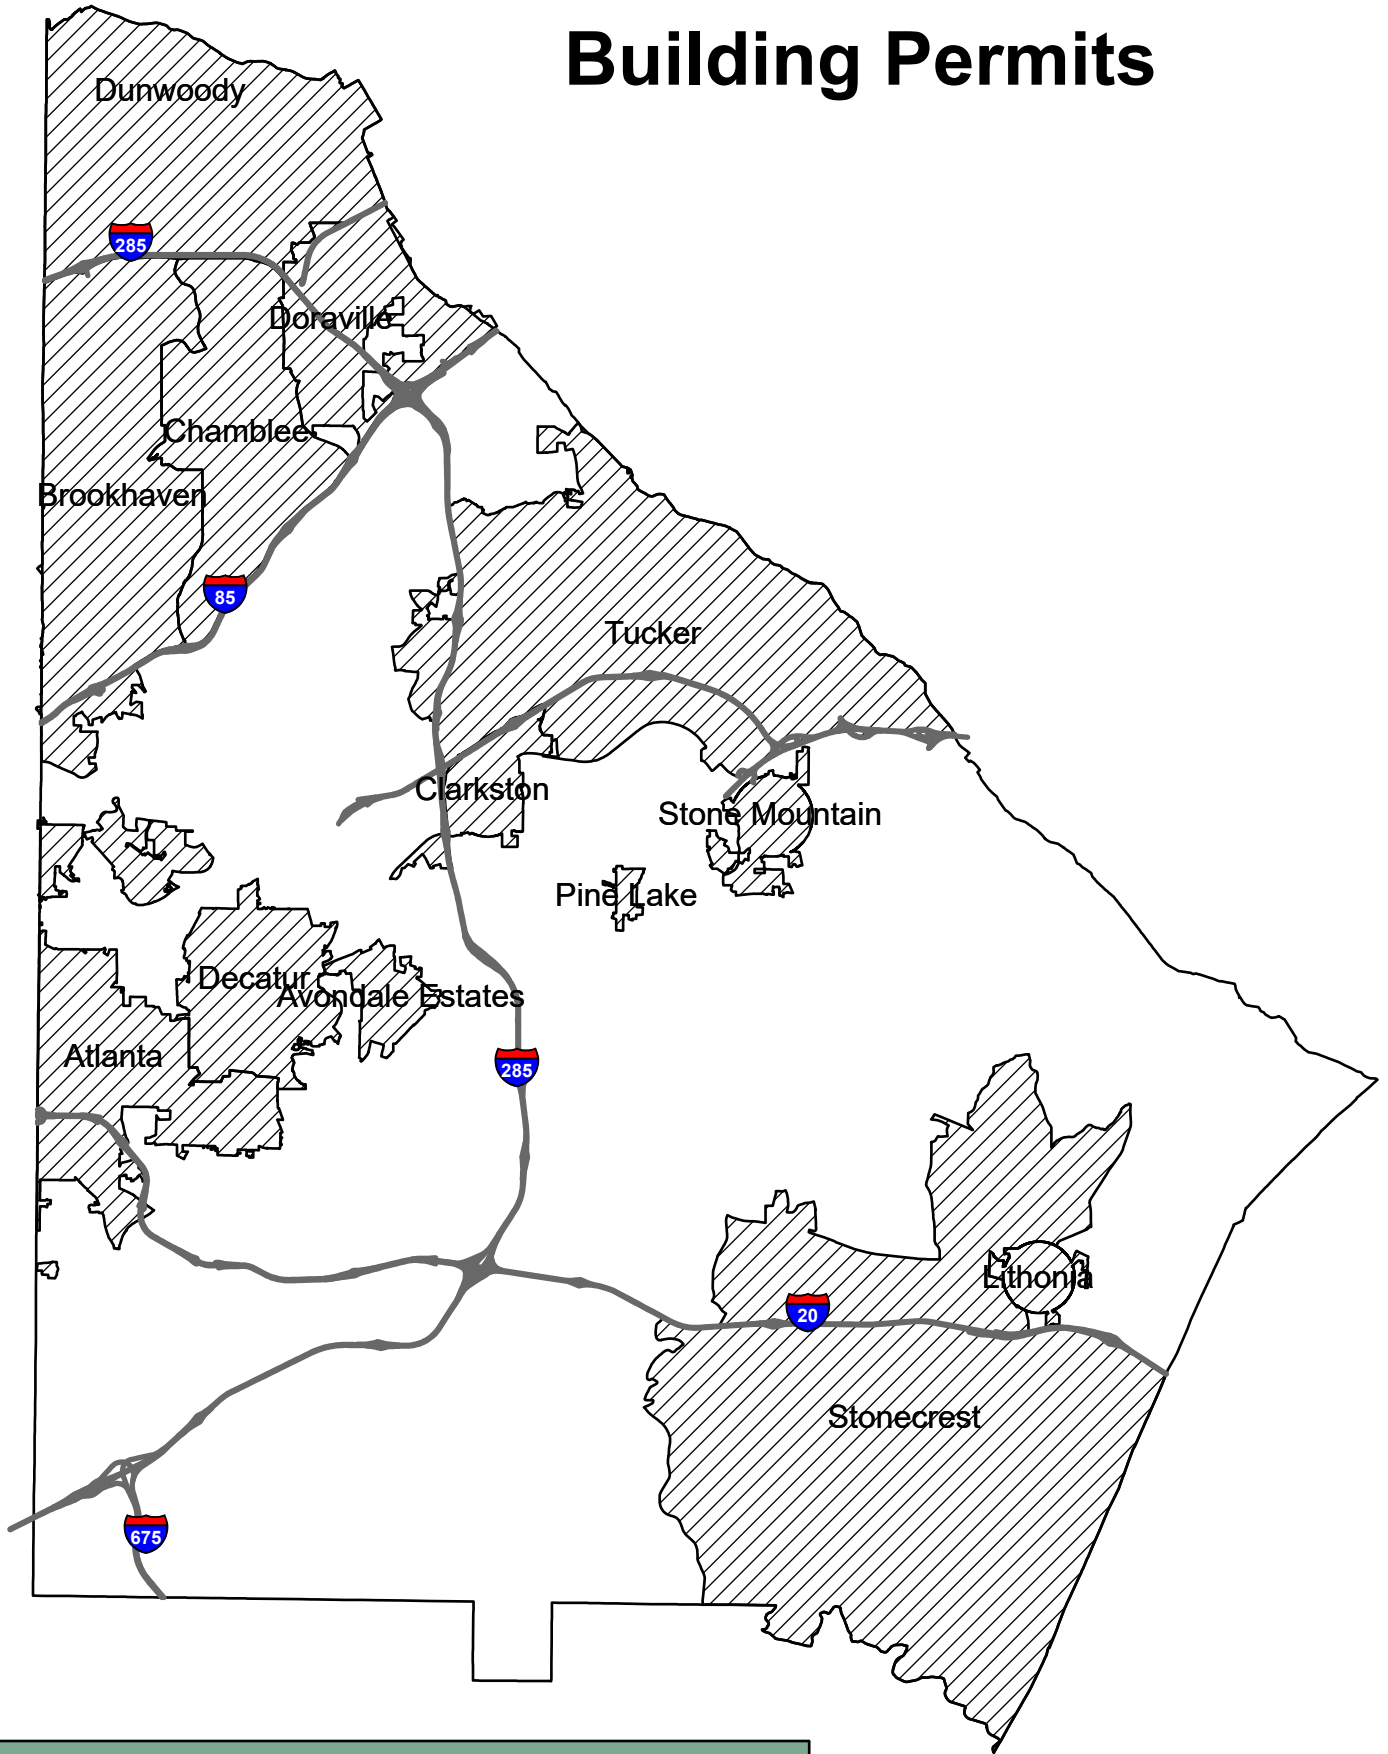 Building Permits
Dunwoody
285
Doraville
Chamblee
Brookhaven
85
Tucker
Clarkston
Stone Mountain
Pine Lake
Decatur
Avondale Estates
Atlanta
285
Lithonia
20
Stonecrest
675